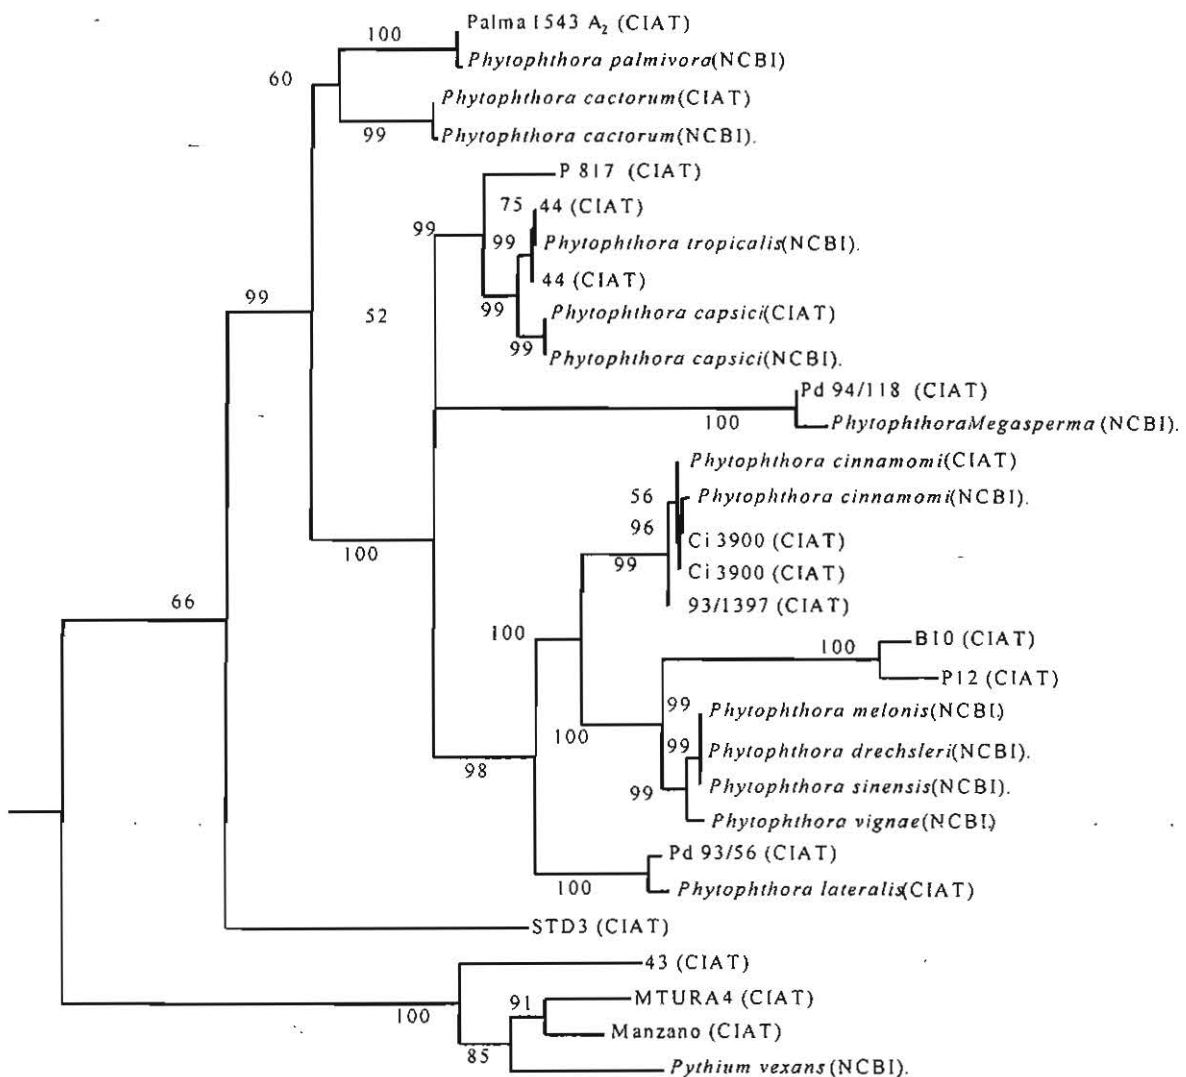 Palma 1543 A2 (CIAT)
100
Phytophthora palmivora(NCBI)
60
Phytophthora cactorum(CIAT)
99
Phytophthora cactorum(NCBI).
P 817 (CIAT)
75
44 (CIAT)
99
99
Phytophthora tropicalis(NCBI).
44 (CIAT)
99
52
99
Phytophthora capsici(CIAT)
99
Phytophthora capsici(NCBI).
Pd 94/118 (CIAT)
100
PhytophthoraMegasperma (NCBI).
Phytophthora cinnamomi(CIAT)
56
Phytophthora cinnamomi(NCBI).
96
Ci 3900 (CIAT)
100
99
Ci 3900 (CIAT)
66
93/1397 (CIAT)
100
100
B10 (CIAT)
P12 (CIAT)
99
Phytophthora melonis(NCBI)
100
99
Phytophthora drechsleri(NCBI).
98
99
Phytophthora sinensis(NCBI).
Phytophthora vignae(NCBI)
Pd 93/56 (CIAT)
100
Phytophthora lateralis(CIAT)
STD3 (CIAT)
43 (CIAT)
91
MTURA4 (CIAT)
100
Manzano (CIAT)
85
Pythium vexans(NCBI).